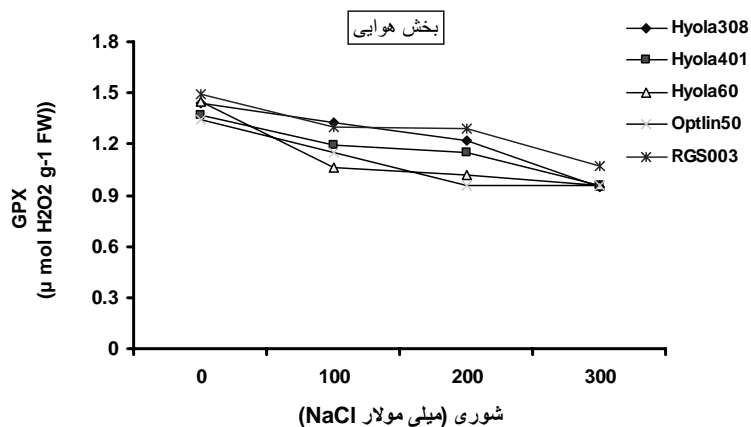 بخش هوایی
1.8
1.5
1.2
0.9
0.6
0.3
0
GPX
(µ mol H2O2 g-1 FW))
0 100 200 300
شوری (میلی مولار NaCl)
Hyola308
Hyola401
Hyola60
Optlin50
RGS003